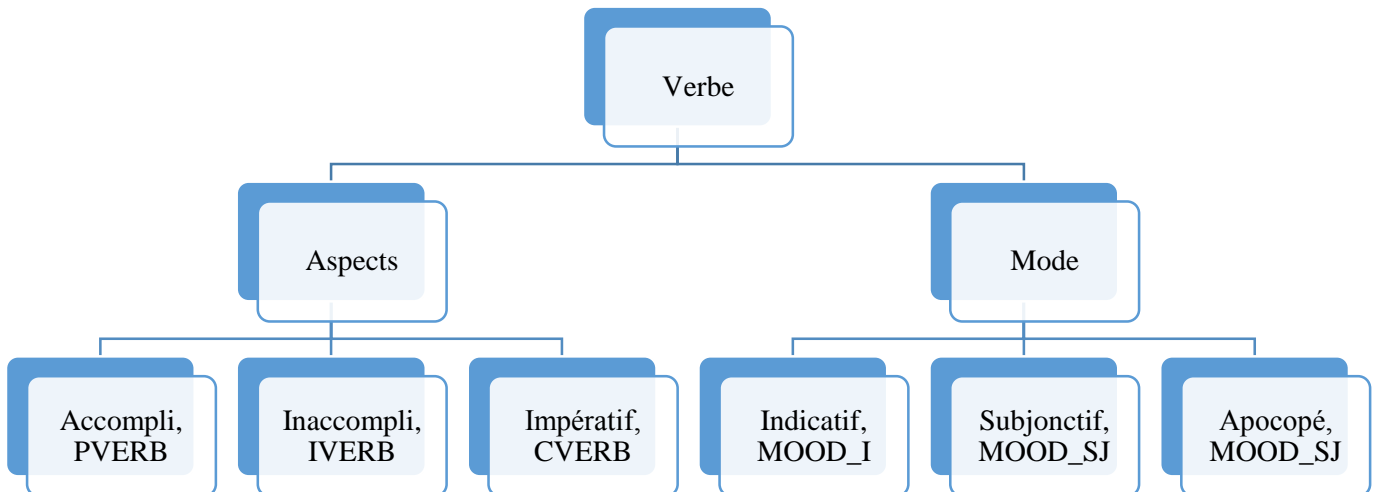 Verbe
Aspects
Mode
Accompli,
PVERB
Inaccompli,
IVERB
Impératif,
CVERB
Indicatif,
MOOD_I
Subjonctif,
MOOD_SJ
Apocopé,
MOOD_SJ